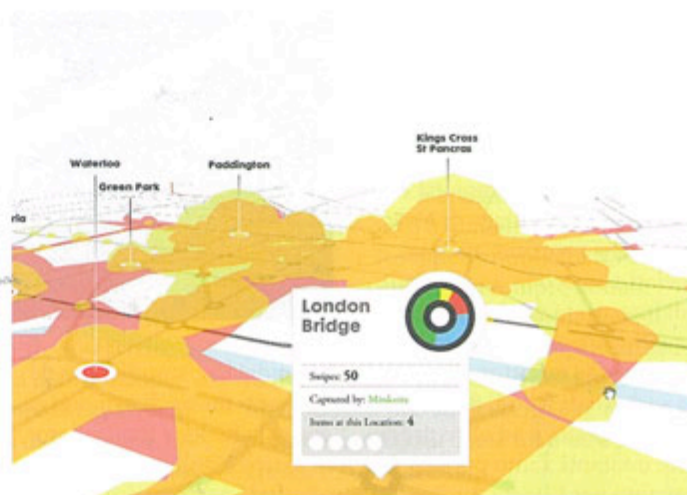 Kings Cross
St Pancras
Waterloo
Paddington
Green Park
ria
London
Bridge
Swipes: 50
Captured by:
Items at this Location: 4